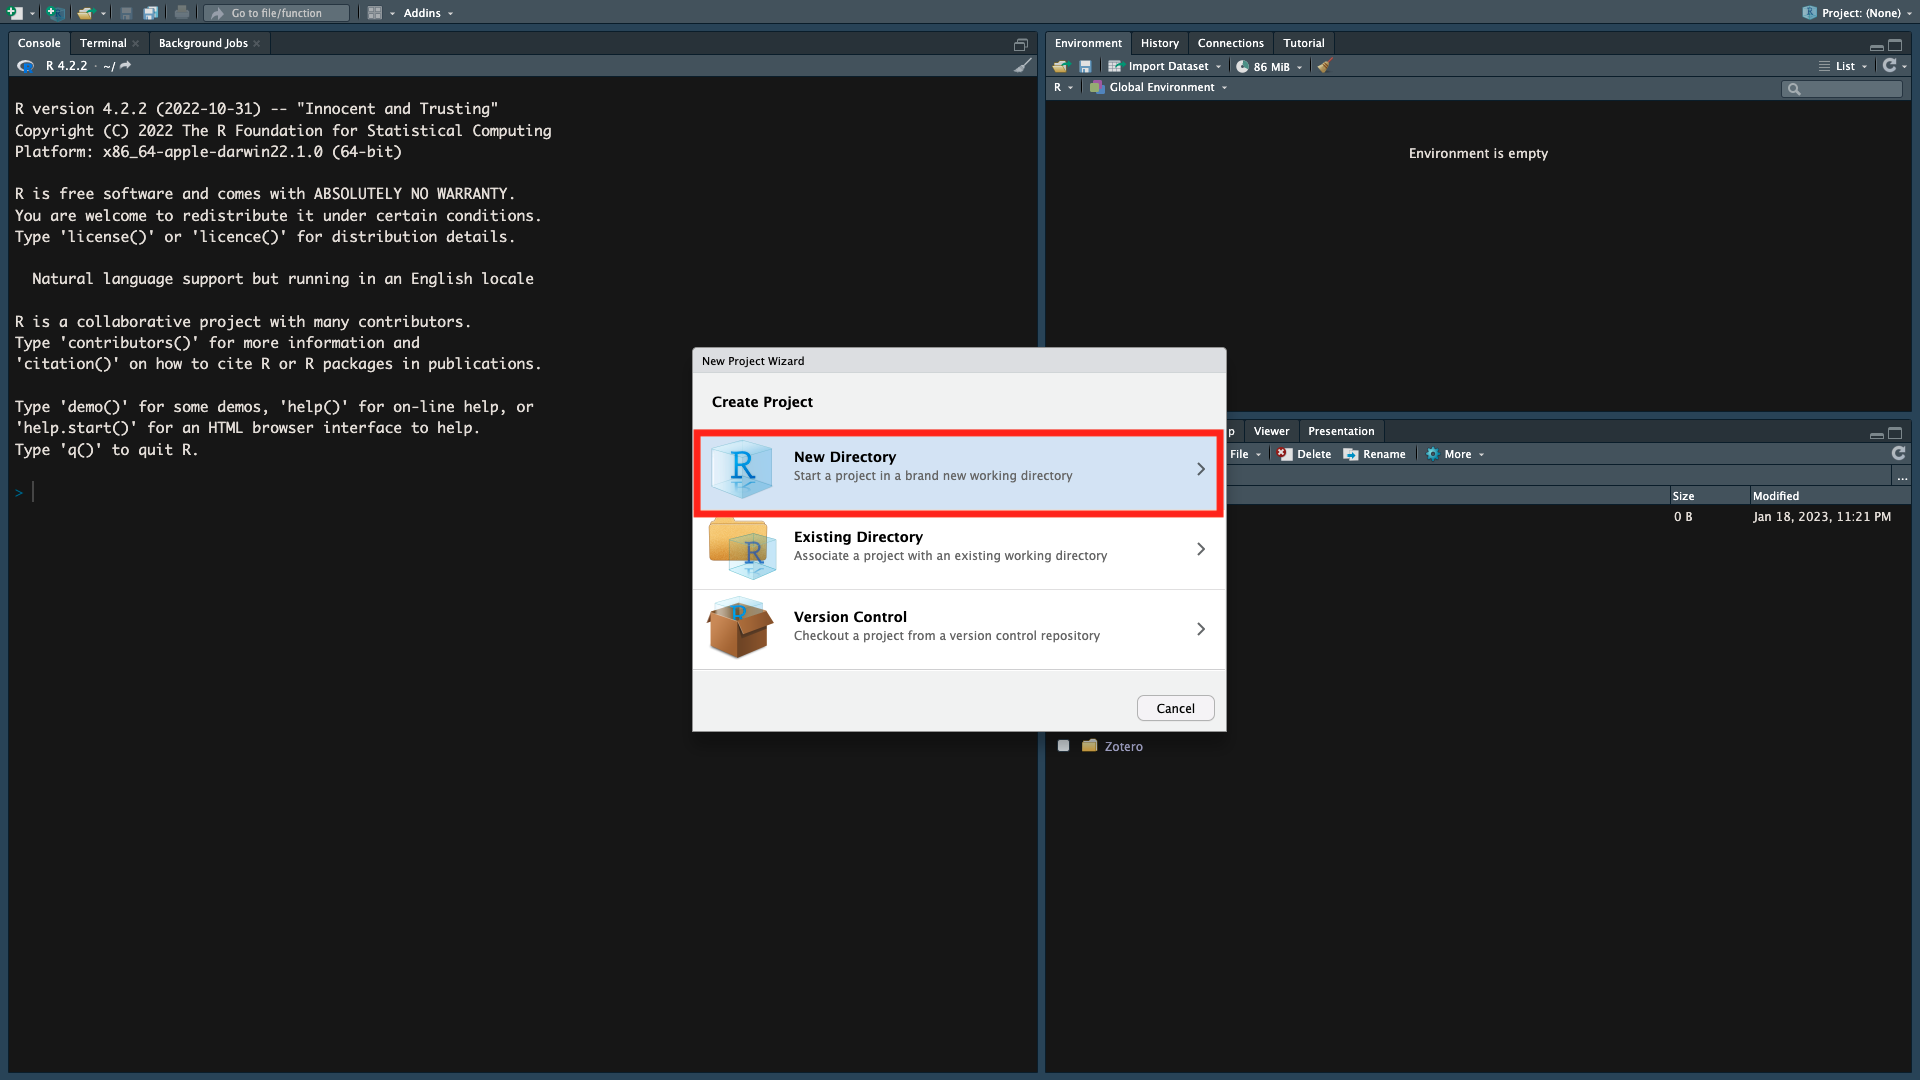 Go to file/function
Addins
Project: (None)
Console
Terminal
Background Jobs
R 4.2.2 · ~/
R version 4.2.2 (2022-10-31) -- "Innocent and Trusting"
Copyright (C) 2022 The R Foundation for Statistical Computing
Platform: x86_64-apple-darwin22.1.0 (64-bit)
R is free software and comes with ABSOLUTELY NO WARRANTY.
You are welcome to redistribute it under certain conditions.
Type 'license()' or 'licence()' for distribution details.
Natural language support but running in an English locale
R is a collaborative project with many contributors.
Type 'contributors()' for more information and
'citation()' on how to cite R or R packages in publications.
Type 'demo()' for some demos, 'help()' for on-line help, or
'help.start()' for an HTML browser interface to help.
Type 'q()' to quit R.
>
Environment
History
Connections
Tutorial
Import Dataset
86 MiB
List
R
Global Environment
Environment is empty
New Project Wizard
Create Project
R
New Directory
Start a project in a brand new working directory
R
Existing Directory
Associate a project with an existing working directory
R
Version Control
Checkout a project from a version control repository
Cancel
p
Viewer
Presentation
File
Delete
Rename
More
...
Size
Modified
0 B
Jan 18, 2023, 11:21 PM
Zotero